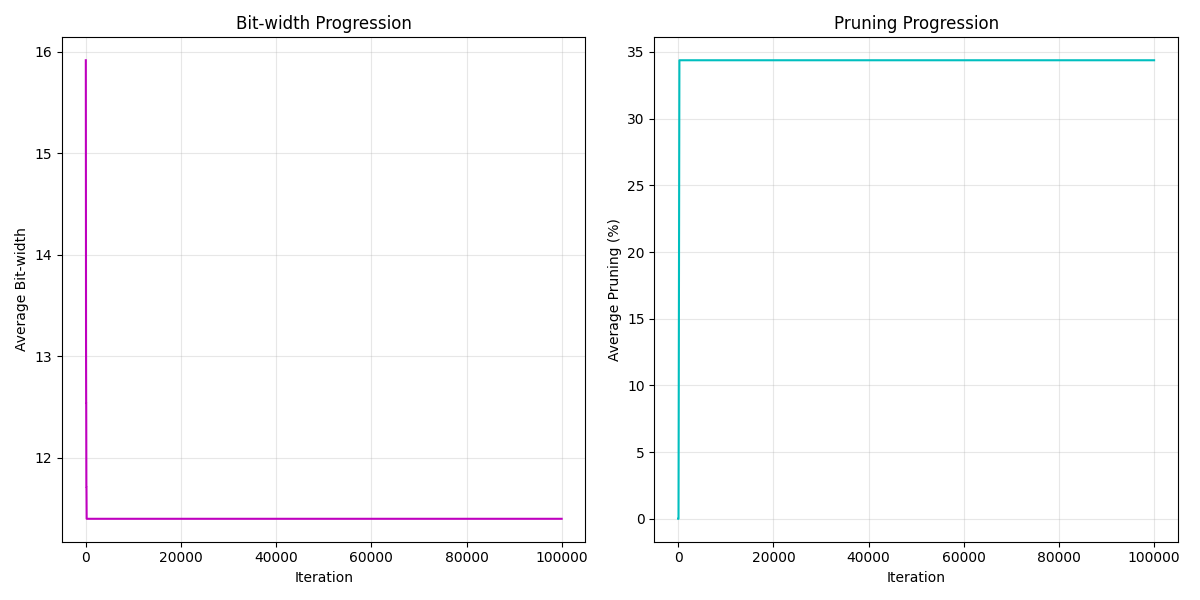 Bit-width Progression
Average Bit-width
16
15
14
13
12
0 20000 40000 60000 80000 100000
Iteration
Pruning Progression
Average Pruning (%)
35
30
25
20
15
10
5
0
0 20000 40000 60000 80000 100000
Iteration